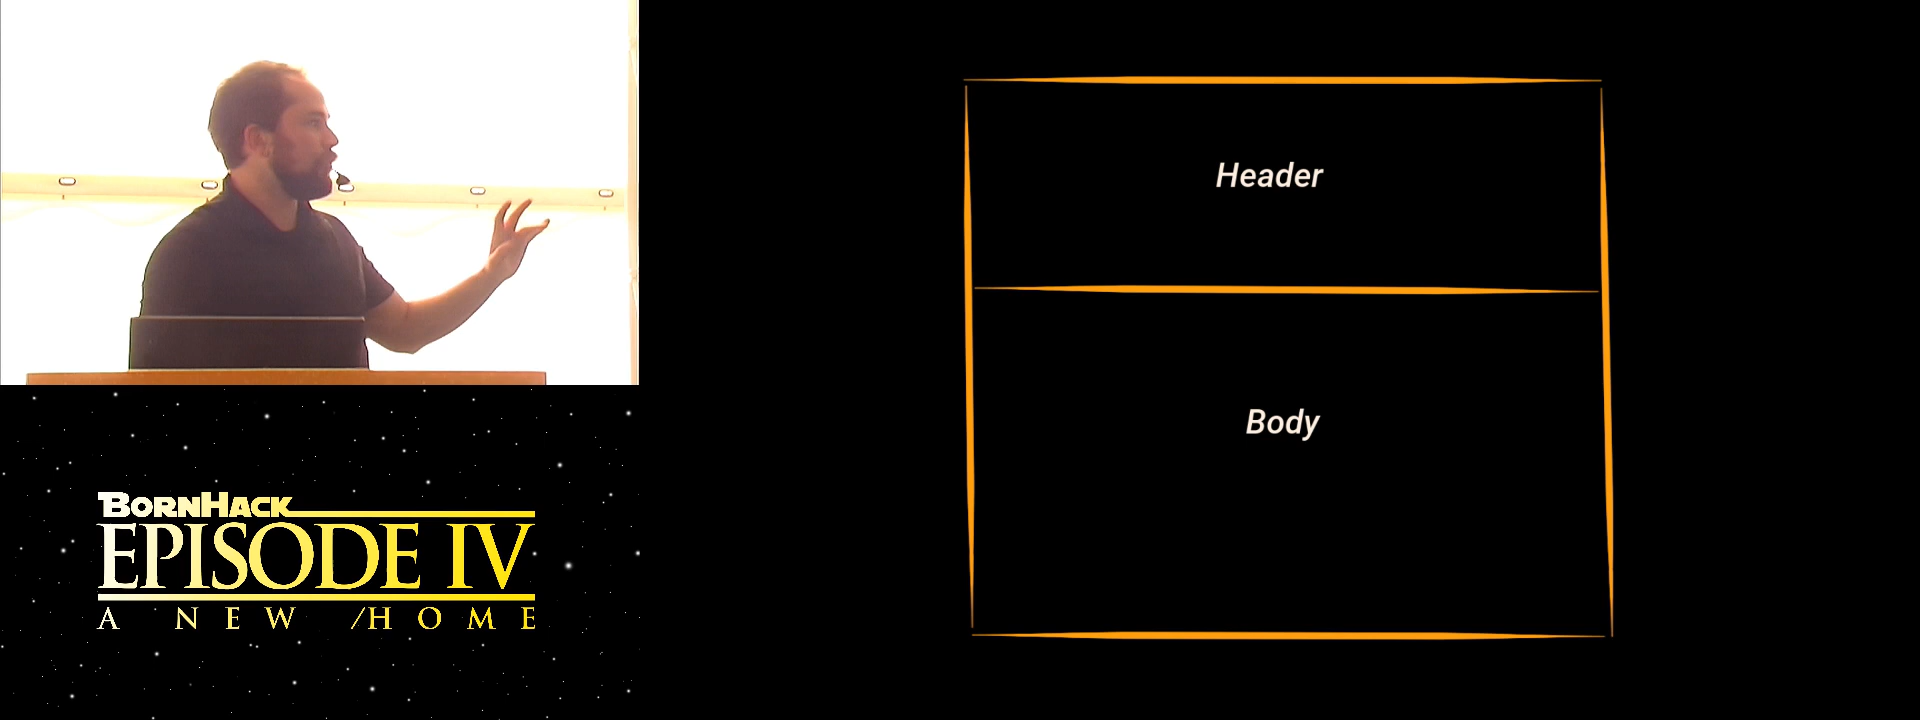 Header
Body
BORNHACK
EPISODE IV
A NEW /HOME